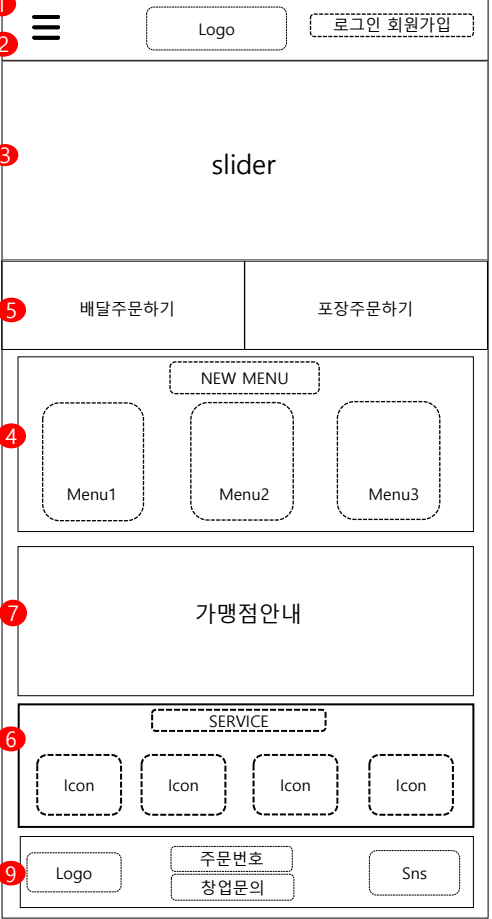 1
Logo
로그인 회원가입
2
3
slider
5
배달주문하기
포장주문하기
NEW MENU
4
Menu1
Menu2
Menu3
7
가맹점안내
SERVICE
6
Icon
Icon
Icon
Icon
9
Logo
주문번호
창업문의
Sns